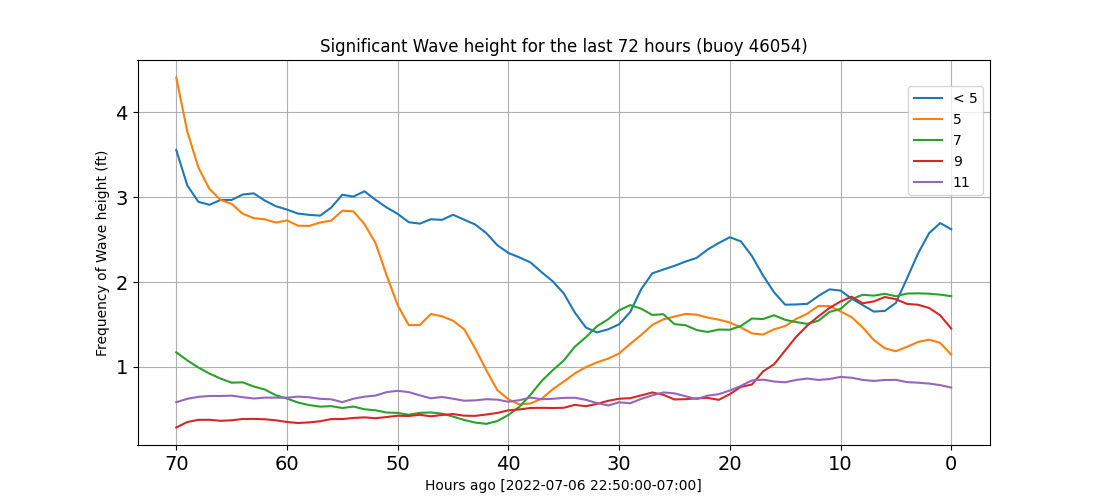 Significant Wave height for the last 72 hours (buoy 46054)
Frequency of Wave height (ft)
4
3
2
1
< 5
5
7
9
11
70 60 50 40 30 20 10 0
Hours ago [2022-07-06 22:50:00-07:00]